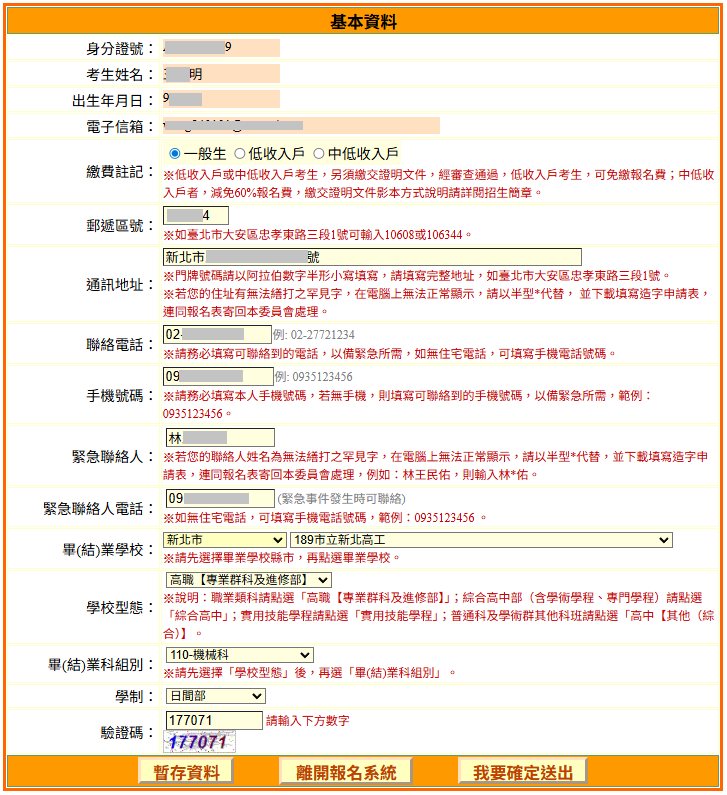 基本資料
身分證號： 9
考生姓名： 明
出生年月日： 9
電子信箱：
繳費註記： 一般生 低收入戶 中低收入戶
※低收入戶或中低收入戶考生，另須繳交證明文件，經審查通過，低收入戶考生，可免繳報名費；中低收
入戶者，減免60%報名費，繳交證明文件影本方式說明請詳閱招生簡章。
郵遞區號： 4
※如臺北市大安區忠孝東路三段1號可輸入10608或106344。
通訊地址： 新北市 號
※門牌號碼請以阿拉伯數字半形小寫填寫，請填寫完整地址，如臺北市大安區忠孝東路三段1號。
※若您的住址有無法繕打之罕見字，在電腦上無法正常顯示，請以半型*代替， 並下載填寫造字申請表，
連同報名表寄回本委員會處理。
聯絡電話： 02- 例: 02-27721234
※請務必填寫可聯絡到的電話，以備緊急所需，如無住宅電話，可填寫手機電話號碼。
手機號碼： 09 例: 0935123456
※請務必填寫本人手機號碼，若無手機，則填寫可聯絡到的手機號碼，以備緊急所需，範例：
0935123456。
緊急聯絡人： 林
※若您的聯絡人姓名為無法繕打之罕見字，在電腦上無法正常顯示，請以半型*代替，並下載填寫造字申
請表，連同報名表寄回本委員會處理，例如：林王民佑，則輸入林*佑。
緊急聯絡人電話： 09 (緊急事件發生時可聯絡)
※如無住宅電話，可填寫手機電話號碼，範例：0935123456 。
畢(結)業學校： 新北市 189市立新北高工
※請先選擇畢業學校縣市，再點選畢業學校。
學校型態： 高職【專業群科及進修部】
※說明：職業類科請點選「高職【專業群科及進修部】」；綜合高中部（含學術學程、專門學程）請點選
「綜合高中」；實用技能學程請點選「實用技能學程」；普通科及學術群其他科班請點選「高中【其他（綜
合）】。
畢(結)業科組別： 110-機械科
※請先選擇「學校型態」後，再選「畢(結)業科組別」。
學制： 日間部
驗證碼： 177071 請輸入下方數字
177071
暫存資料 離開報名系統 我要確定送出